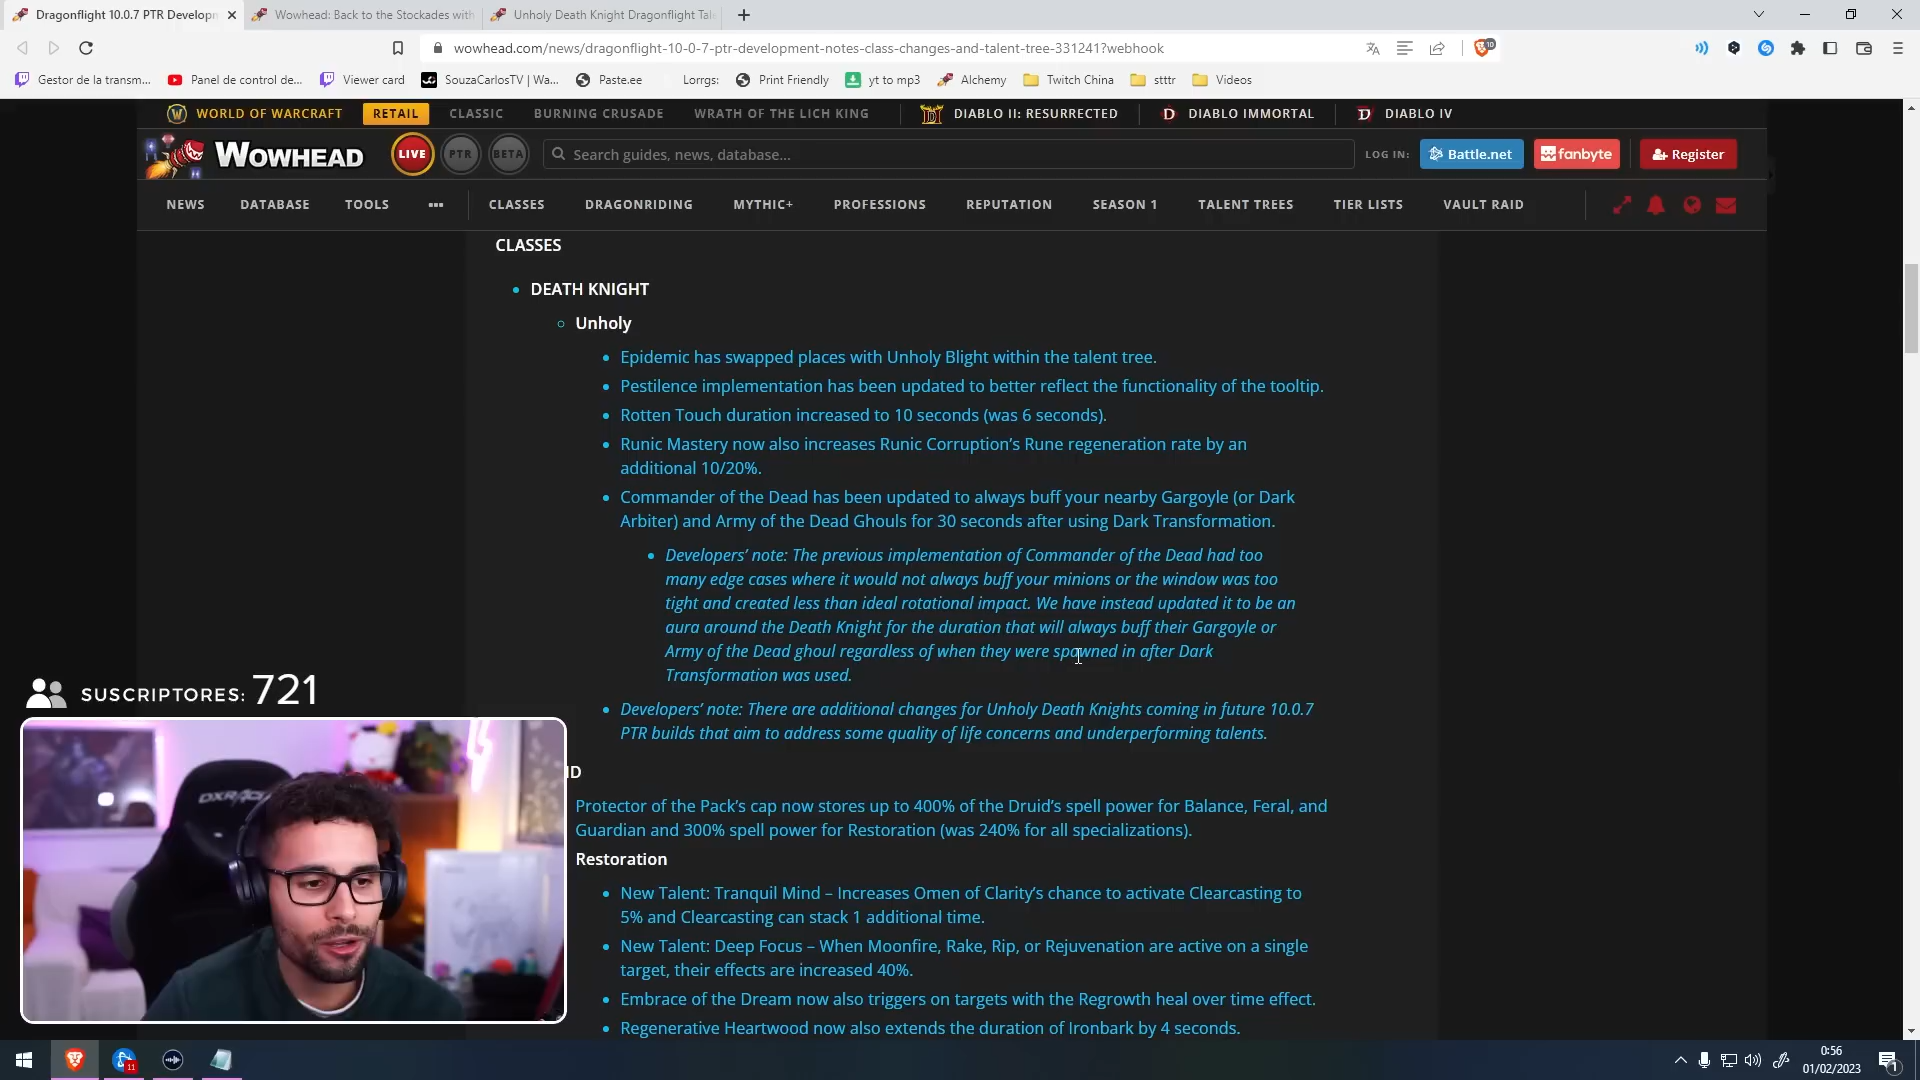 Dragonflight 10.0.7 PTR Developm
Wowhead: Back to the Stockades with
Unholy Death Knight Dragonflight Tal
wowhead.com/news/dragonflight-10-0-7-ptr-development-notes-class-changes-and-talent-tree-331241?webhook
10
Gestor de la transm...
Panel de control de...
Viewer card
SouzaCarlosTV | Wa...
Paste.ee
Lorrgs:
Print Friendly
yt to mp3
Alchemy
Twitch China
stttr
Videos
WORLD OF WARCRAFT
RETAIL
CLASSIC
BURNING CRUSADE
WRATH OF THE LICH KING
DIABLO II: RESURRECTED
DIABLO IMMORTAL
DIABLO IV
WOWHEAD
LIVE
PTR
BETA
Search guides, news, database...
LOG IN:
Battle.net
fanbyte
Register
NEWS
DATABASE
TOOLS
CLASSES
DRAGONRIDING
MYTHIC+
PROFESSIONS
REPUTATION
SEASON 1
TALENT TREES
TIER LISTS
VAULT RAID
CLASSES
DEATH KNIGHT
Unholy
Epidemic has swapped places with Unholy Blight within the talent tree.
Pestilence implementation has been updated to better reflect the functionality of the tooltip.
Rotten Touch duration increased to 10 seconds (was 6 seconds).
Runic Mastery now also increases Runic Corruption's Rune regeneration rate by an
additional 10/20%.
Commander of the Dead has been updated to always buff your nearby Gargoyle (or Dark
Arbiter) and Army of the Dead Ghouls for 30 seconds after using Dark Transformation.
Developers' note: The previous implementation of Commander of the Dead had too
many edge cases where it would not always buff your minions or the window was too
tight and created less than ideal rotational impact. We have instead updated it to be an
aura around the Death Knight for the duration that will always buff their Gargoyle or
Army of the Dead ghoul regardless of when they were spawned in after Dark
Transformation was used.
Developers' note: There are additional changes for Unholy Death Knights coming in future 10.0.7
PTR builds that aim to address some quality of life concerns and underperforming talents.
ID
Protector of the Pack's cap now stores up to 400% of the Druid's spell power for Balance, Feral, and
Guardian and 300% spell power for Restoration (was 240% for all specializations).
Restoration
New Talent: Tranquil Mind – Increases Omen of Clarity's chance to activate Clearcasting to
5% and Clearcasting can stack 1 additional time.
New Talent: Deep Focus – When Moonfire, Rake, Rip, or Rejuvenation are active on a single
target, their effects are increased 40%.
Embrace of the Dream now also triggers on targets with the Regrowth heal over time effect.
Regenerative Heartwood now also extends the duration of Ironbark by 4 seconds.
SUSCRIPTORES: 721
DXRACER
11
0:56
01/02/2023
1